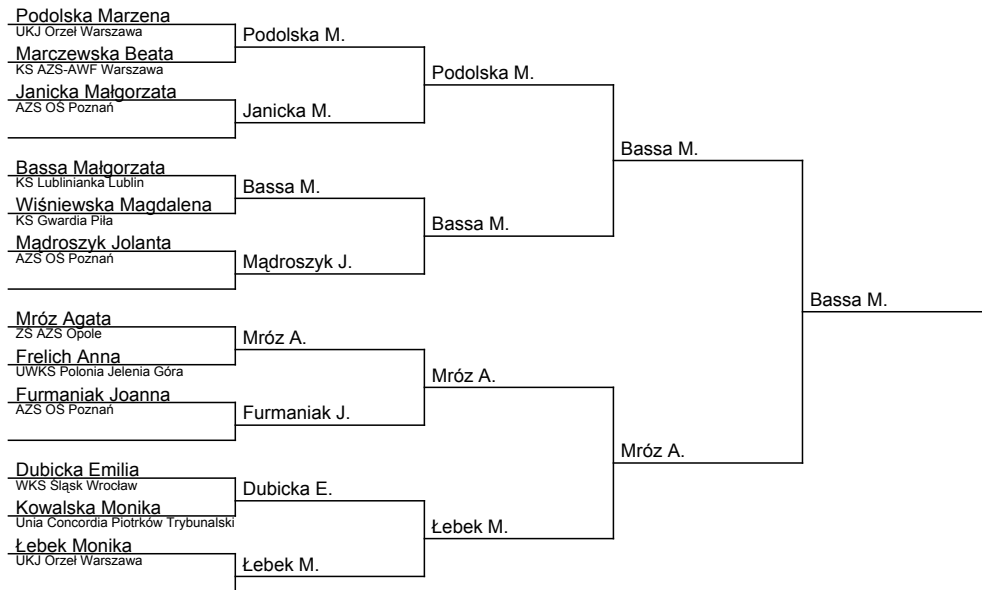 Podolska Marzena
UKJ Orzeł Warszawa
Podolska M.
Marczewska Beata
KS AZS-AWF Warszawa
Podolska M.
Janicka Małgorzata
AZS OŚ Poznań
Janicka M.
Bassa M.
Bassa Małgorzata
KS Lublinianka Lublin
Bassa M.
Wiśniewska Magdalena
KS Gwardia Piła
Bassa M.
Mądroszyk Jolanta
AZS OŚ Poznań
Mądroszyk J.
Bassa M.
Mróz Agata
ZS AZS Opole
Mróz A.
Frelich Anna
UWKS Polonia Jelenia Góra
Mróz A.
Furmaniak Joanna
AZS OŚ Poznań
Furmaniak J.
Mróz A.
Dubicka Emilia
WKS Śląsk Wrocław
Dubicka E.
Kowalska Monika
Unia Concordia Piotrków Trybunalski
Łebek M.
Łebek Monika
UKJ Orzeł Warszawa
Łebek M.